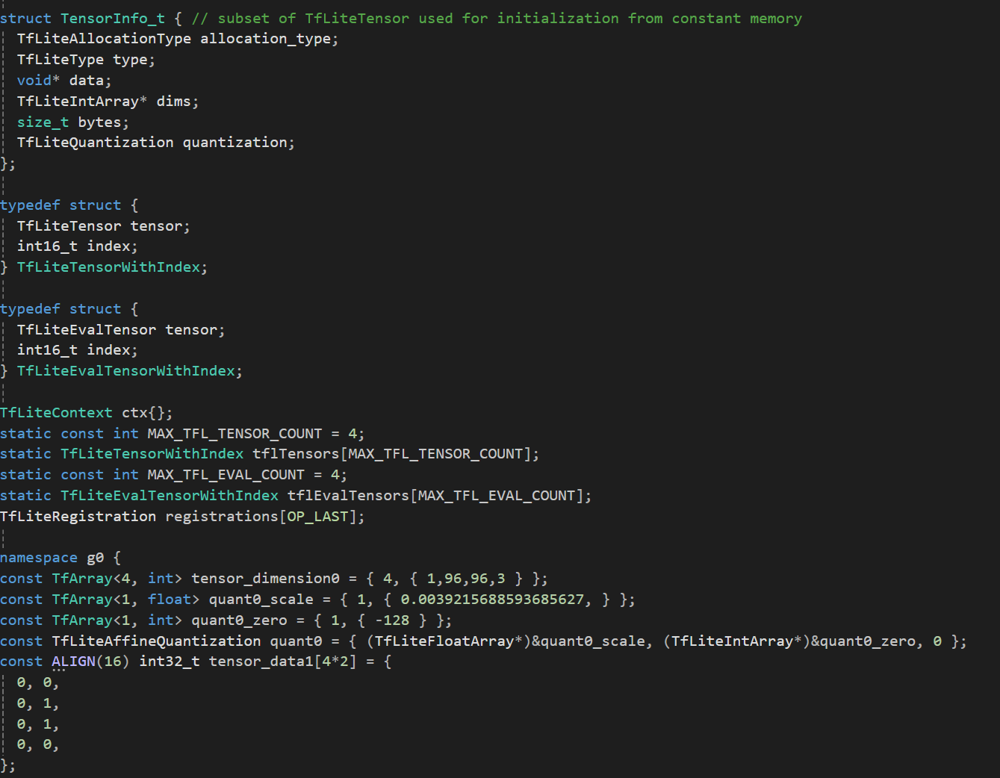 struct TensorInfo_t { // subset of TfLiteTensor used for initialization from constant memory
  TfLiteAllocationType allocation_type;
  TfLiteType type;
  void* data;
  TfLiteIntArray* dims;
  size_t bytes;
  TfLiteQuantization quantization;
};

typedef struct {
  TfLiteTensor tensor;
  int16_t index;
} TfLiteTensorWithIndex;

typedef struct {
  TfLiteEvalTensor tensor;
  int16_t index;
} TfLiteEvalTensorWithIndex;

TfLiteContext ctx{};
static const int MAX_TFL_TENSOR_COUNT = 4;
static TfLiteTensorWithIndex tflTensors[MAX_TFL_TENSOR_COUNT];
static const int MAX_TFL_EVAL_COUNT = 4;
static TfLiteEvalTensorWithIndex tflEvalTensors[MAX_TFL_EVAL_COUNT];
TfLiteRegistration registrations[OP_LAST];

namespace g0 {
const TfArray<4, int> tensor_dimension0 = { 4, { 1,96,96,3 } };
const TfArray<1, float> quant0_scale = { 1, { 0.0039215688593685627, } };
const TfArray<1, int> quant0_zero = { 1, { -128 } };
const TfLiteAffineQuantization quant0 = { (TfLiteFloatArray*)&quant0_scale, (TfLiteIntArray*)&quant0_zero, 0 };
const ALIGN(16) int32_t tensor_data1[4*2] = {
  0, 0,
  0, 1,
  0, 1,
  0, 0,
};